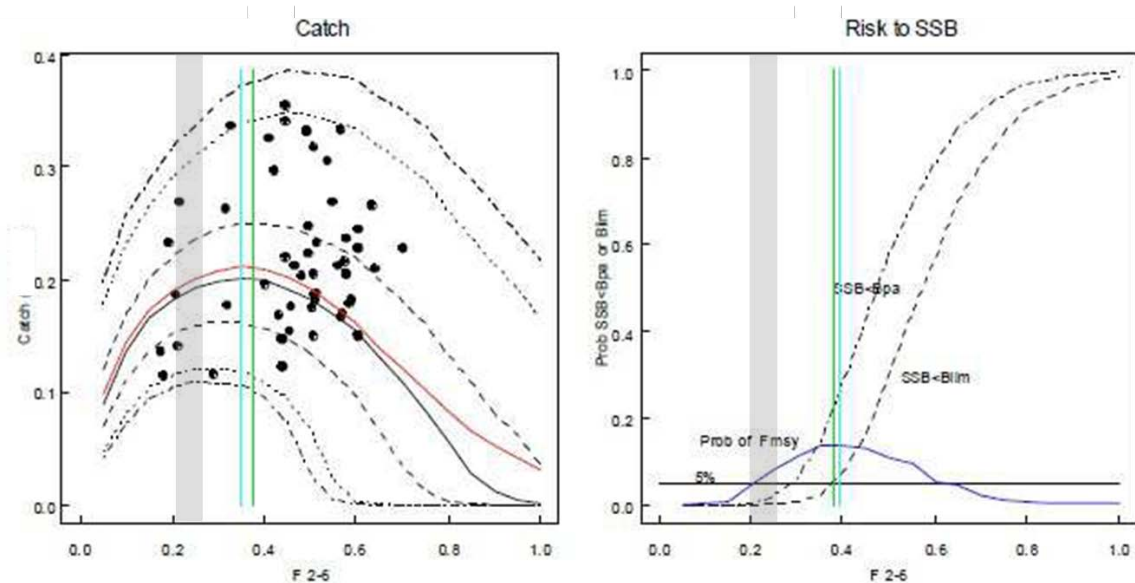 Catch
Risk to SSB
0.4
0.3
0.2
0.1
0.0
Catch
0.0 0.2 0.4 0.6 0.8 1.0
F 2-6
1.0
0.8
0.6
0.4
0.2
0.0
Prob SSB<Bpa or Blim
SSB<Bpa
SSB<Blim
Prob of Fmsy
5%
0.0 0.2 0.4 0.6 0.8 1.0
F 2-6